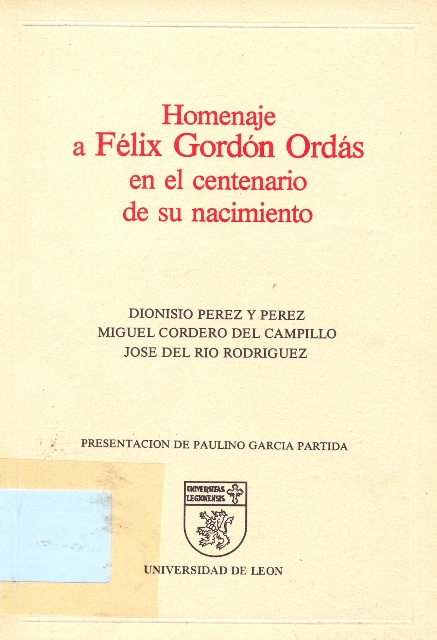 Homenaje
a Félix Gordón Ordás
en el centenario
de su nacimiento
DIONISIO PEREZ Y PEREZ
MIGUEL CORDERO DEL CAMPILLO
JOSE DEL RIO RODRIGUEZ
PRESENTACION DE PAULINO GARCIA PARTIDA
UNIVERSITAS
LEGIONENSIS
UNIVERSIDAD DE LEON